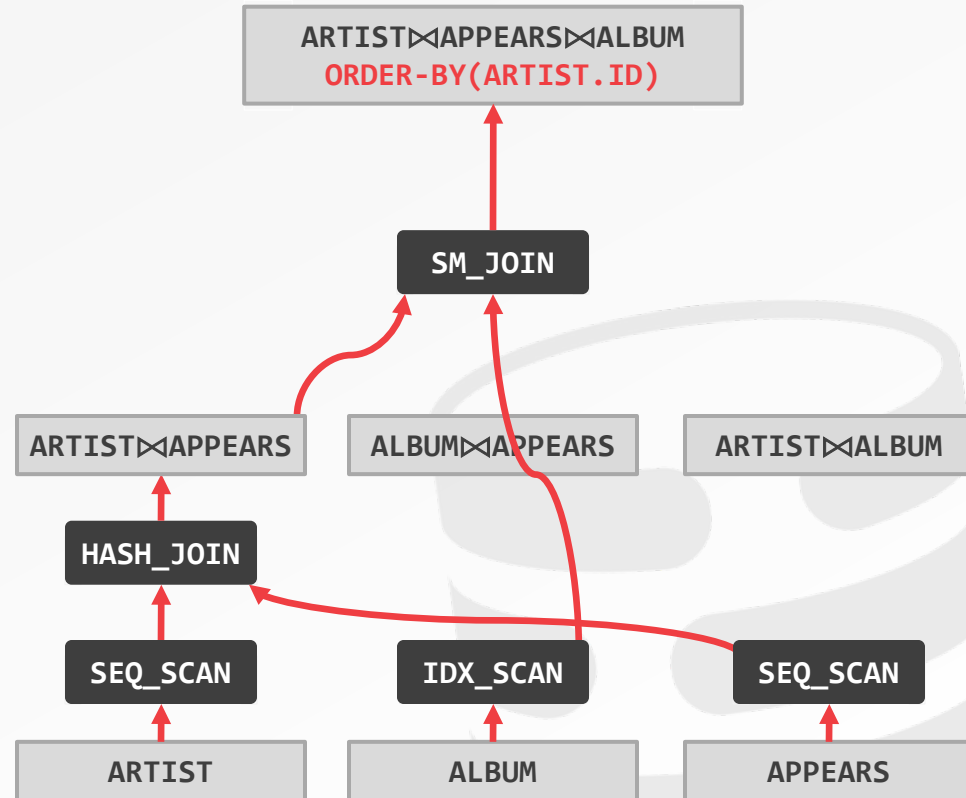 ARTIST⋈APPEARS⋈ALBUM
ORDER-BY(ARTIST.ID)
SM_JOIN
ARTIST⋈APPEARS
ALBUM⋈APPEARS
ARTIST⋈ALBUM
HASH_JOIN
SEQ_SCAN
IDX_SCAN
SEQ_SCAN
ARTIST
ALBUM
APPEARS